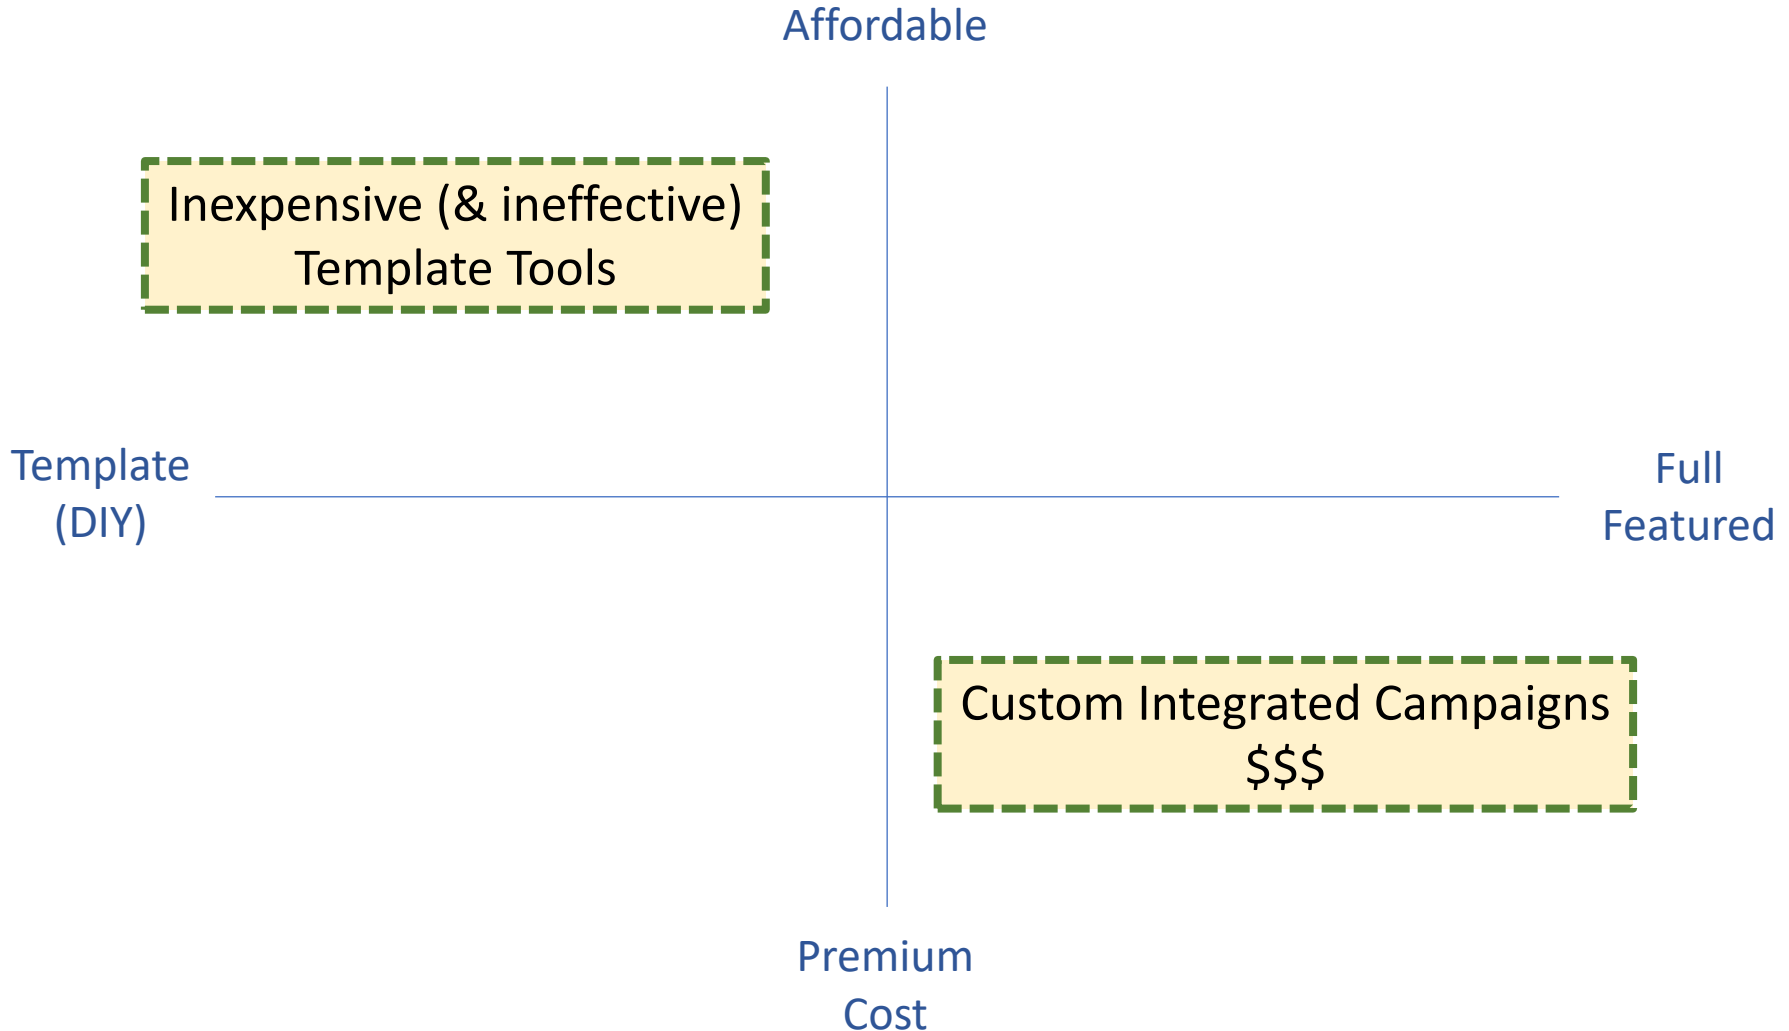 Affordable
Inexpensive (& ineffective)
Template Tools
Template
(DIY)
Full
Featured
Custom Integrated Campaigns
$$$
Premium
Cost